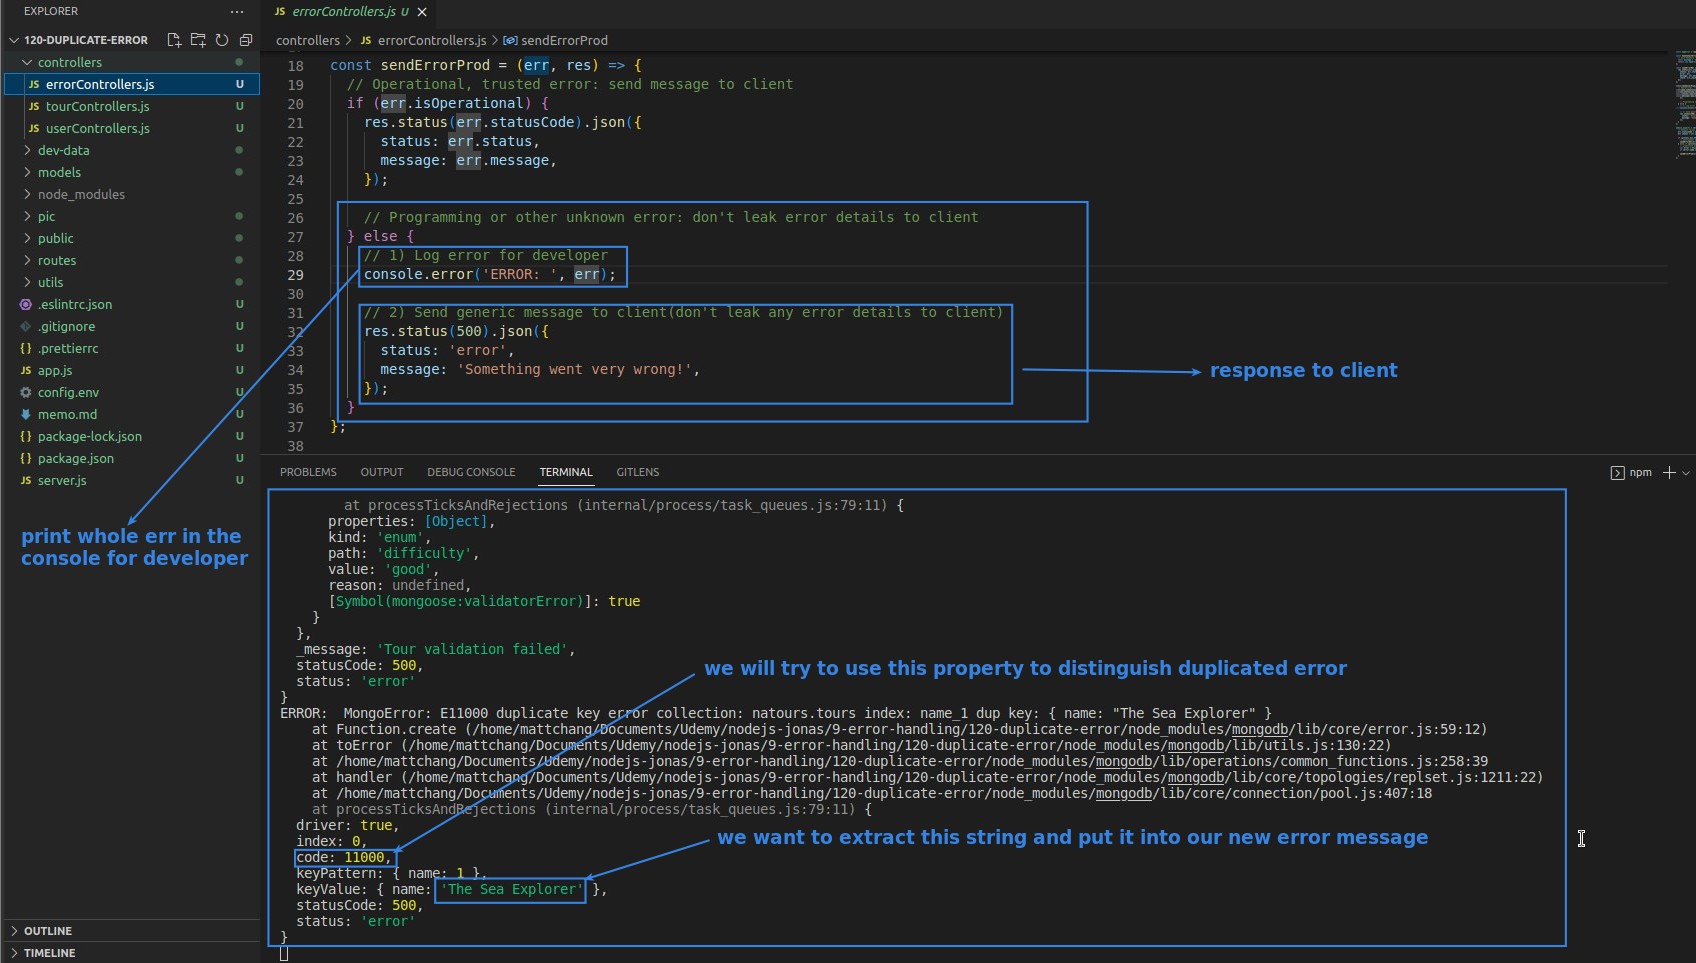 EXPLORER
120-DUPLICATE-ERROR
controllers
JS errorControllers.js U
JS tourControllers.js U
JS userControllers.js U
dev-data
models
node_modules
pic
public
routes
utils
.eslintrc.json U
.gitignore U
{} .prettierrc U
JS app.js U
config.env U
memo.md U
{} package-lock.json U
{} package.json U
JS server.js U
print whole err in the
console for developer
OUTLINE
TIMELINE
JS errorControllers.js U
controllers > JS errorControllers.js > sendErrorProd
18 const sendErrorProd = (err, res) => {
19 // Operational, trusted error: send message to client
20 if (err.isOperational) {
21 res.status(err.statusCode).json({
22 status: err.status,
23 message: err.message,
24 });
25
26 // Programming or other unknown error: don't leak error details to client
27 } else {
28 // 1) Log error for developer
29 console.error('ERROR: ', err);
30
31 // 2) Send generic message to client(don't leak any error details to client)
32 res.status(500).json({
33 status: 'error',
34 message: 'Something went very wrong!',
35 });
36 }
37 };
38
response to client
PROBLEMS OUTPUT DEBUG CONSOLE TERMINAL GITLENS
npm
at processTicksAndRejections (internal/process/task_queues.js:79:11) {
properties: [Object],
kind: 'enum',
path: 'difficulty',
value: 'good',
reason: undefined,
[Symbol(mongoose:validatorError)]: true
}
},
_message: 'Tour validation failed',
statusCode: 500,
status: 'error'
}
we will try to use this property to distinguish duplicated error
ERROR:  MongoError: E11000 duplicate key error collection: natours.tours index: name_1 dup key: { name: "The Sea Explorer" }
at Function.create (/home/mattchang/Documents/Udemy/nodejs-jonas/9-error-handling/120-duplicate-error/node_modules/mongodb/lib/core/error.js:59:12)
at toError (/home/mattchang/Documents/Udemy/nodejs-jonas/9-error-handling/120-duplicate-error/node_modules/mongodb/lib/utils.js:130:22)
at /home/mattchang/Documents/Udemy/nodejs-jonas/9-error-handling/120-duplicate-error/node_modules/mongodb/lib/operations/common_functions.js:258:39
at handler (/home/mattchang/Documents/Udemy/nodejs-jonas/9-error-handling/120-duplicate-error/node_modules/mongodb/lib/core/topologies/replset.js:1211:22)
at /home/mattchang/Documents/Udemy/nodejs-jonas/9-error-handling/120-duplicate-error/node_modules/mongodb/lib/core/connection/pool.js:407:18
at processTicksAndRejections (internal/process/task_queues.js:79:11) {
driver: true,
index: 0,
code: 11000,
keyPattern: { name: 1 },
keyValue: { name: 'The Sea Explorer' },
statusCode: 500,
status: 'error'
}
we want to extract this string and put it into our new error message